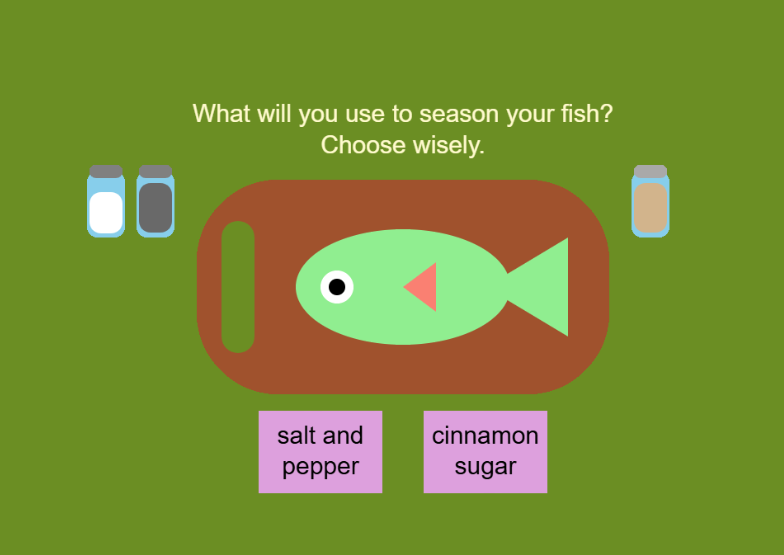 What will you use to season your fish?
Choose wisely.
salt and
pepper
cinnamon
sugar